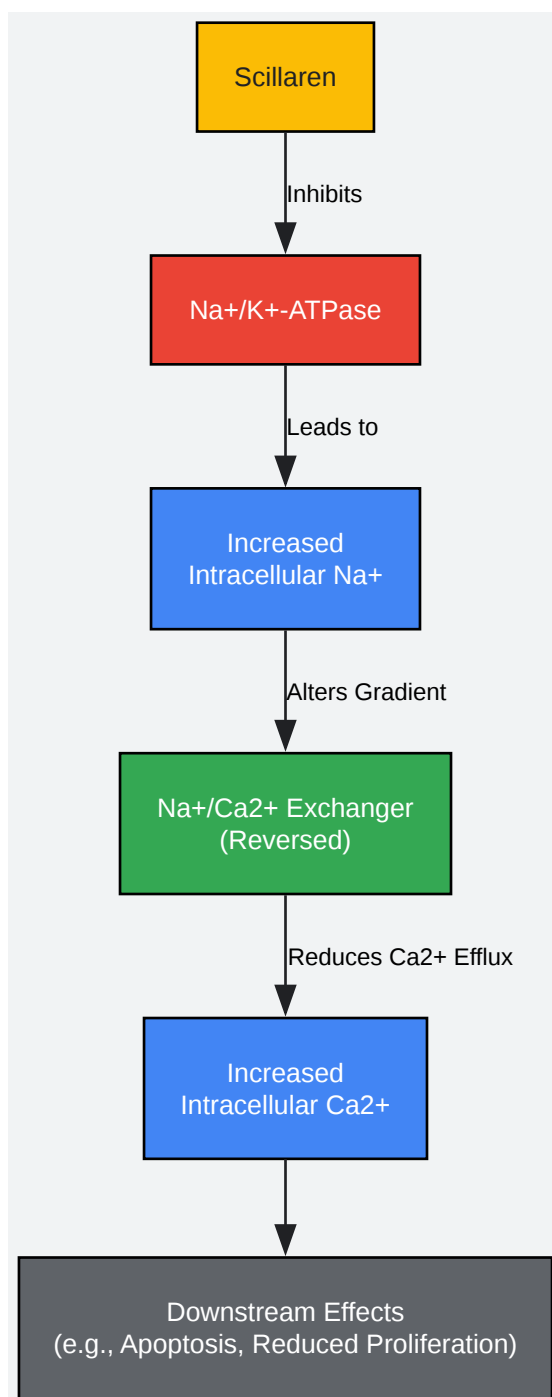 Scillaren
Inhibits
Na+/K+-ATPase
Leads to
Increased
Intracellular Na+
Alters Gradient
Na+/Ca2+ Exchanger
(Reversed)
Reduces Ca2+ Efflux
Increased
Intracellular Ca2+
Downstream Effects
(e.g., Apoptosis, Reduced Proliferation)